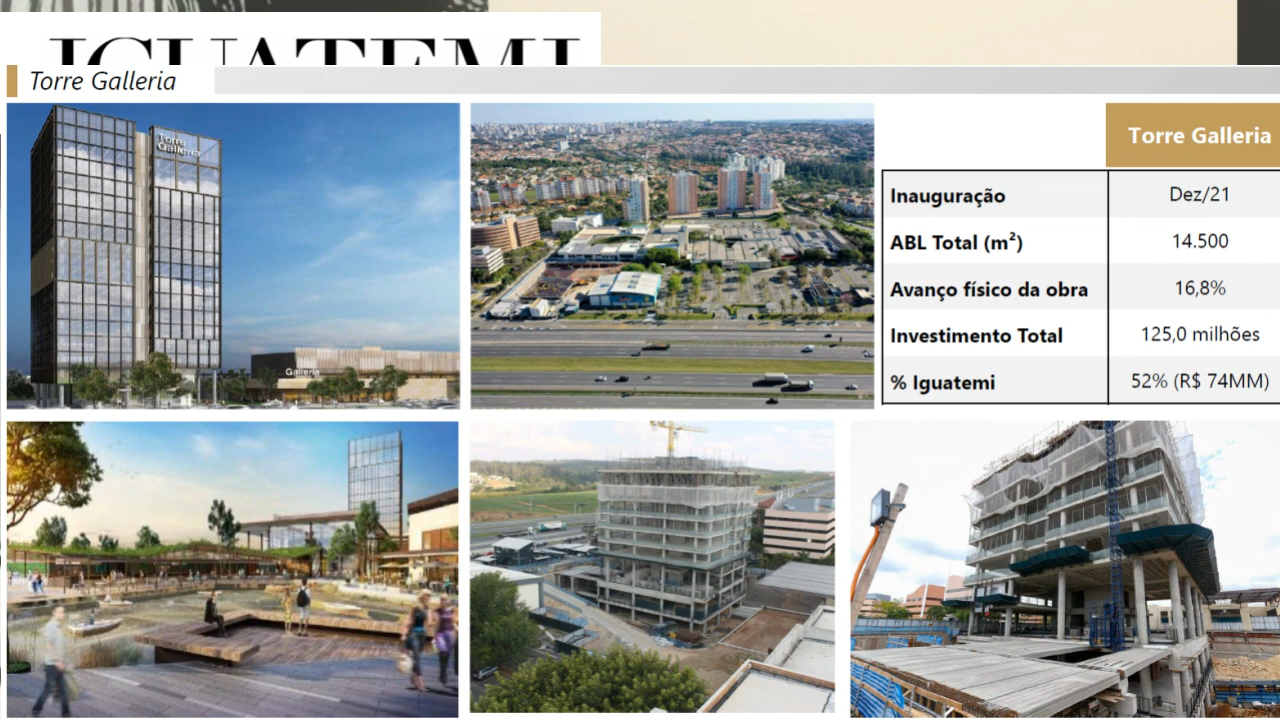 IGUATEMI
Torre Galleria
Torre
Galleria
Galleria
Torre Galleria
Inauguração Dez/21
ABL Total (m²) 14.500
Avanço físico da obra 16,8%
Investimento Total 125,0 milhões
% Iguatemi 52% (R$ 74MM)